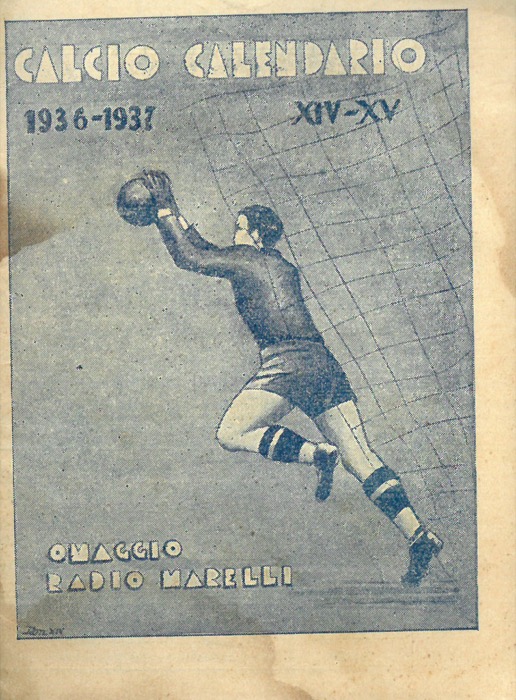 CALCIO CALENDARIO
1936-1937 XIV-XV
OMAGGIO
RADIO MARELLI